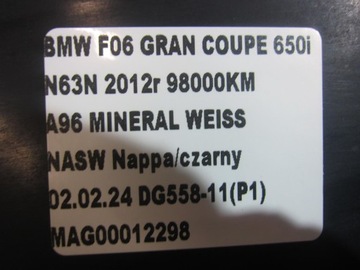 BMW F06 GRAN COUPE 650i
N63N 2012r 98000KM
A96 MINERAL WEISS
NASW Nappa/czarny
02.02.24 DG558-11(P1)
MAG00012298